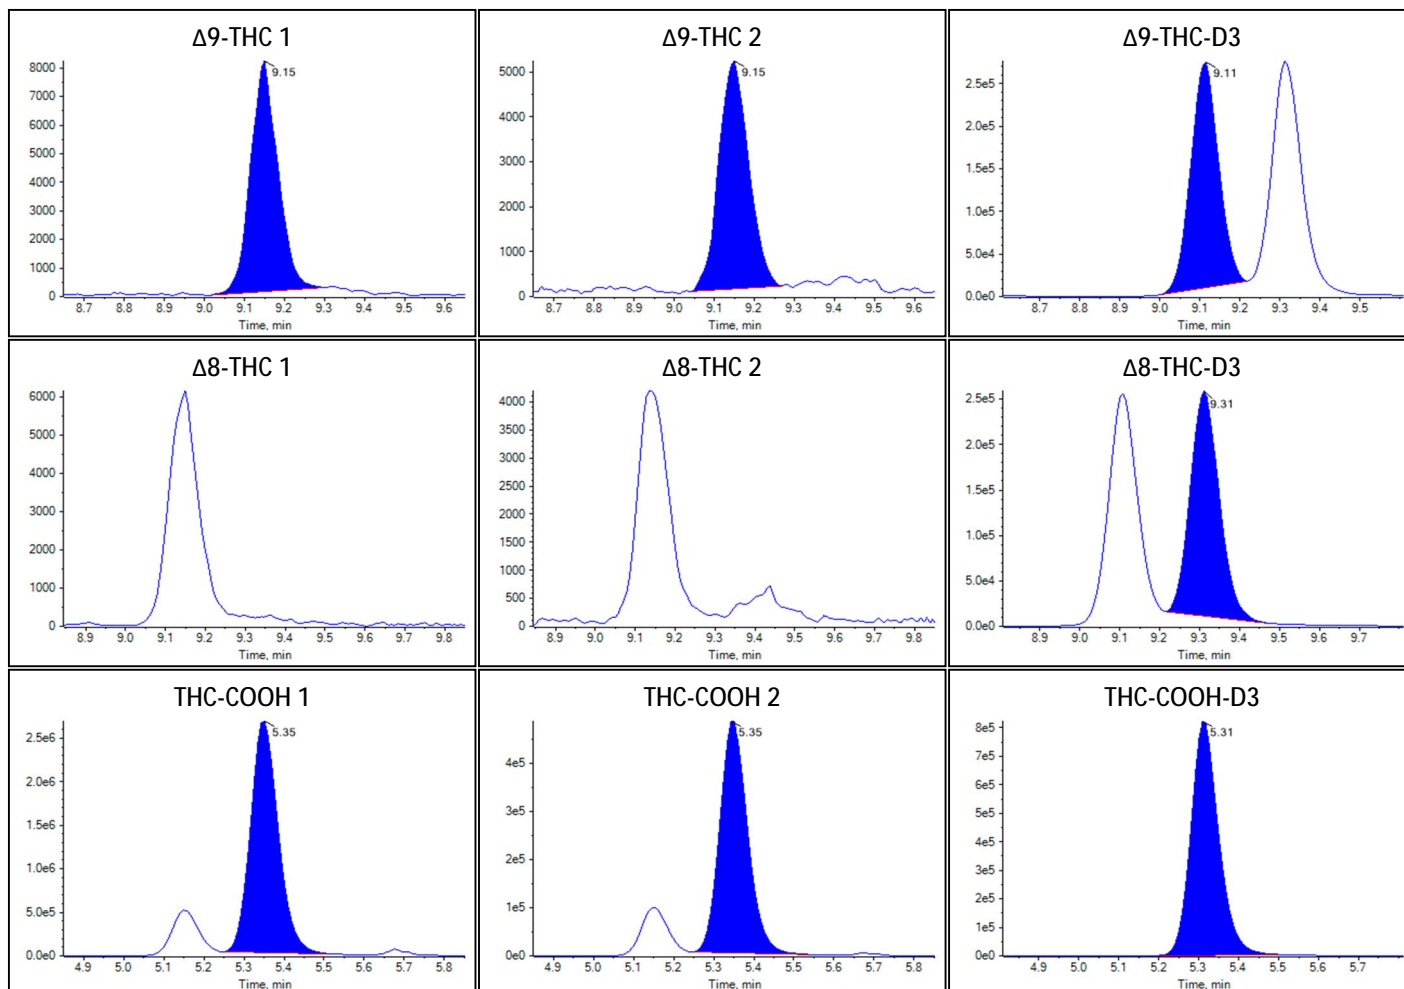 Δ9-THC 1
9.15
8000
7000
6000
5000
4000
3000
2000
1000
0
8.7 8.8 8.9 9.0 9.1 9.2 9.3 9.4 9.5 9.6
Time, min
Δ9-THC 2
9.15
5000
4000
3000
2000
1000
0
8.7 8.8 8.9 9.0 9.1 9.2 9.3 9.4 9.5 9.6
Time, min
Δ9-THC-D3
9.11
2.5e5
2.0e5
1.5e5
1.0e5
5.0e4
0.0e0
8.7 8.8 8.9 9.0 9.1 9.2 9.3 9.4 9.5
Time, min
Δ8-THC 1
6000
5000
4000
3000
2000
1000
0
8.9 9.0 9.1 9.2 9.3 9.4 9.5 9.6 9.7 9.8
Time, min
Δ8-THC 2
4000
3500
3000
2500
2000
1500
1000
500
0
8.9 9.0 9.1 9.2 9.3 9.4 9.5 9.6 9.7 9.8
Time, min
Δ8-THC-D3
9.31
2.5e5
2.0e5
1.5e5
1.0e5
5.0e4
0.0e0
8.9 9.0 9.1 9.2 9.3 9.4 9.5 9.6 9.7
Time, min
THC-COOH 1
5.35
2.5e6
2.0e6
1.5e6
1.0e6
5.0e5
0.0e0
4.9 5.0 5.1 5.2 5.3 5.4 5.5 5.6 5.7 5.8
Time, min
THC-COOH 2
5.35
4e5
3e5
2e5
1e5
0e0
4.9 5.0 5.1 5.2 5.3 5.4 5.5 5.6 5.7 5.8
Time, min
THC-COOH-D3
5.31
8e5
7e5
6e5
5e5
4e5
3e5
2e5
1e5
0e0
4.9 5.0 5.1 5.2 5.3 5.4 5.5 5.6 5.7
Time, min